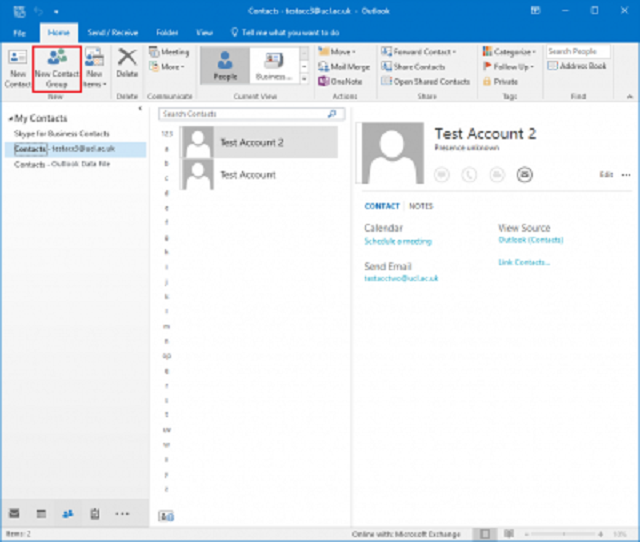 Contacts - testacc3@ucl.ac.uk - Outlook
File Home Send / Receive Folder View Tell me what you want to do
New Contact
New Contact Group
New Items
Delete
Meeting
More
People
Business...
Move
Mail Merge
OneNote
Forward Contact
Share Contacts
Open Shared Contacts
Categorize
Follow Up
Private
Search People
Address Book
New Delete Communicate Current View Actions Share Tags Find
My Contacts
Skype for Business Contacts
Contacts - testacc3@ucl.ac.uk
Contacts - Outlook Data File
Search Contacts
123
a
b
c
d
e
f
g
h
i
j
k
l
m
n
op
q
r
s
t
u
w
x
y
z
Test Account 2
Test Account
Test Account 2
Presence unknown
Edit ...
CONTACT | NOTES
Calendar
Schedule a meeting
Send Email
testacctwo@ucl.ac.uk
View Source
Outlook (Contacts)
Link Contacts...
Items: 2
Online with: Microsoft Exchange
10%